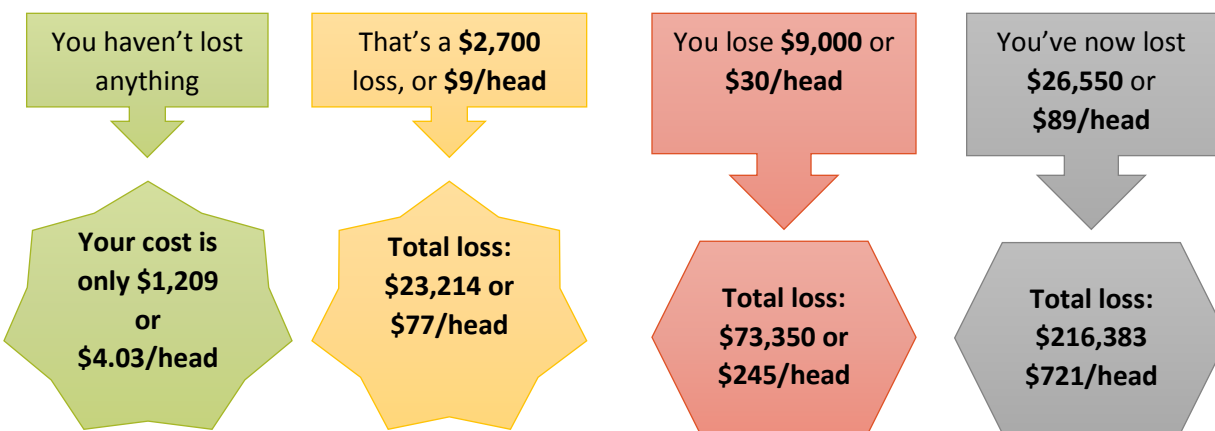 You haven’t lost
anything
That’s a $2,700
loss, or $9/head
You lose $9,000 or
$30/head
You’ve now lost
$26,550 or
$89/head
Your cost is
only $1,209
or
$4.03/head
Total loss:
$23,214 or
$77/head
Total loss:
$73,350 or
$245/head
Total loss:
$216,383
$721/head